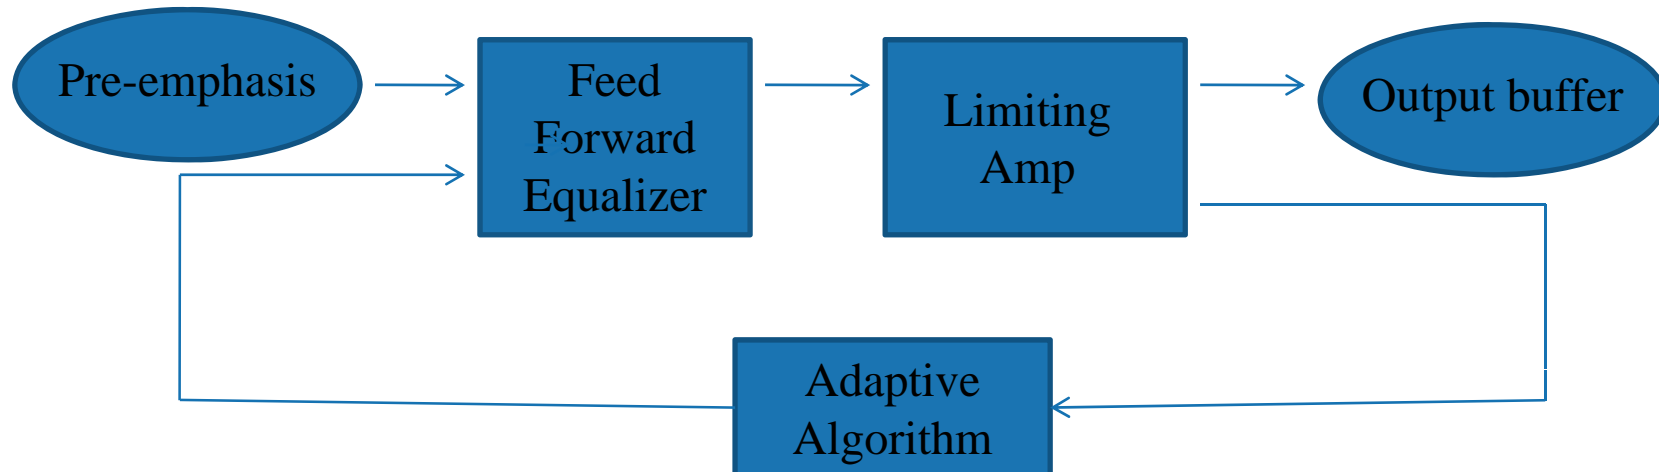 Pre-emphasis
Feed
Forward
Equalizer
Limiting
Amp
Output buffer
Adaptive
Algorithm